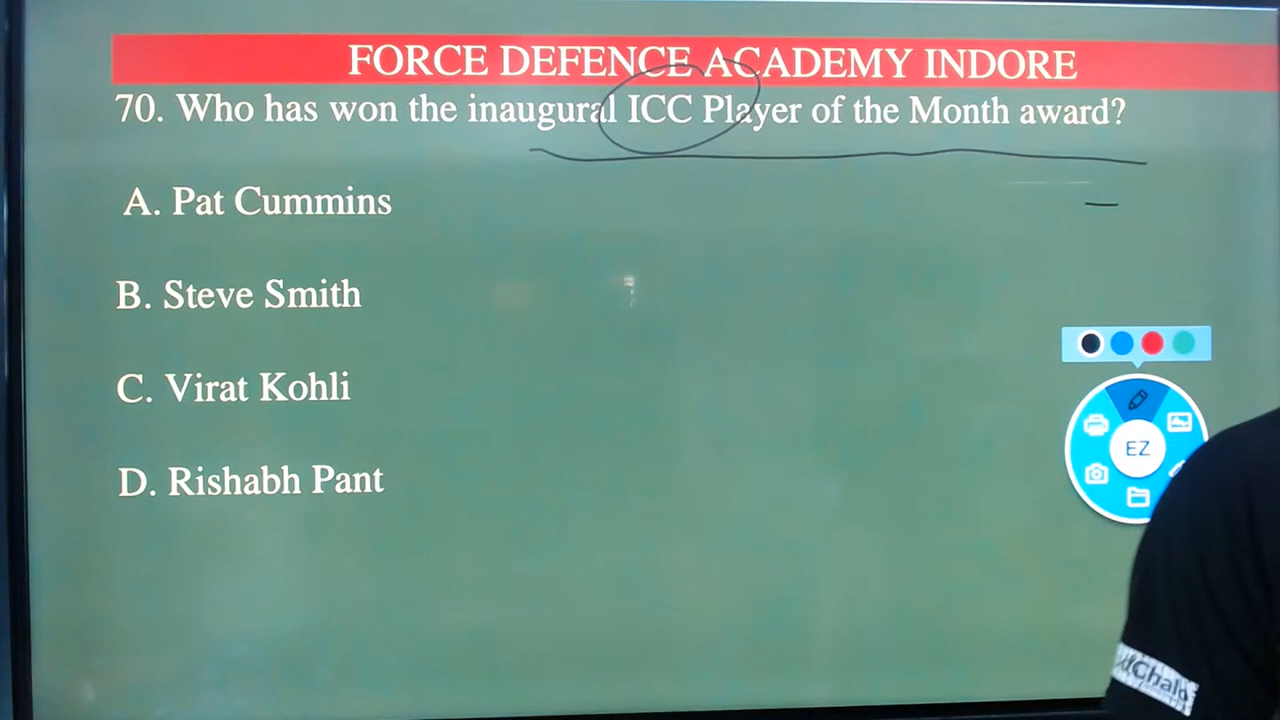 FORCE DEFENCE ACADEMY INDORE
70. Who has won the inaugural ICC Player of the Month award?
A. Pat Cummins
B. Steve Smith
C. Virat Kohli
D. Rishabh Pant
EZ